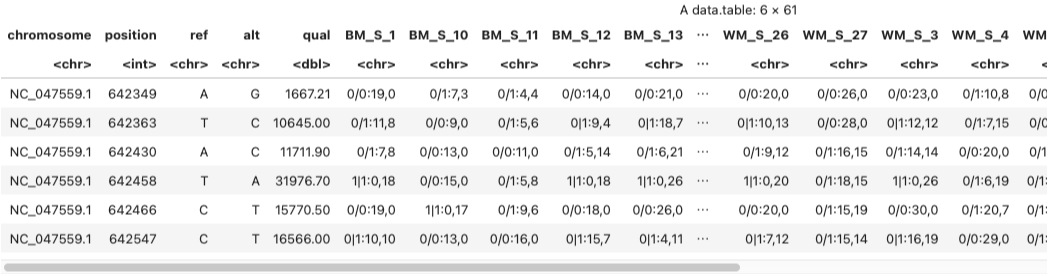 A data.table: 6 × 61
chromosome position ref alt qual BM_S_1 BM_S_10 BM_S_11 BM_S_12 BM_S_13 ⋯ WM_S_26 WM_S_27 WM_S_3 WM_S_4 WM
<chr> <int> <chr> <chr> <dbl> <chr> <chr> <chr> <chr> <chr> ⋯ <chr> <chr> <chr> <chr> <
NC_047559.1 642349 A G 1667.21 0/0:19,0 0/1:7,3 0/1:4,4 0/0:14,0 0/0:21,0 ⋯ 0/0:20,0 0/0:26,0 0/0:23,0 0/1:10,8 0/0
NC_047559.1 642363 T C 10645.00 0/1:11,8 0/0:9,0 0/1:5,6 0|1:9,4 0|1:18,7 ⋯ 0|1:10,13 0/0:28,0 0|1:12,12 0/1:7,15 0/0
NC_047559.1 642430 A C 11711.90 0/1:7,8 0/0:13,0 0/0:11,0 0/1:5,14 0/1:6,21 ⋯ 0/1:9,12 0/1:16,15 0/1:14,14 0/0:20,0 0/1
NC_047559.1 642458 T A 31976.70 1|1:0,18 0/0:15,0 0/1:5,8 1|1:0,18 1|1:0,26 ⋯ 1|1:0,20 0/1:18,15 1|1:0,26 0/1:6,19 0/1:
NC_047559.1 642466 C T 15770.50 0/0:19,0 1|1:0,17 0/1:9,6 0/0:18,0 0/0:26,0 ⋯ 0/0:20,0 0/1:15,19 0/0:30,0 0/1:20,7 0/1:
NC_047559.1 642547 C T 16566.00 0|1:10,10 0/0:13,0 0/0:16,0 0|1:15,7 0|1:4,11 ⋯ 0|1:7,12 0/1:15,14 0|1:16,19 0/0:29,0 0/1: